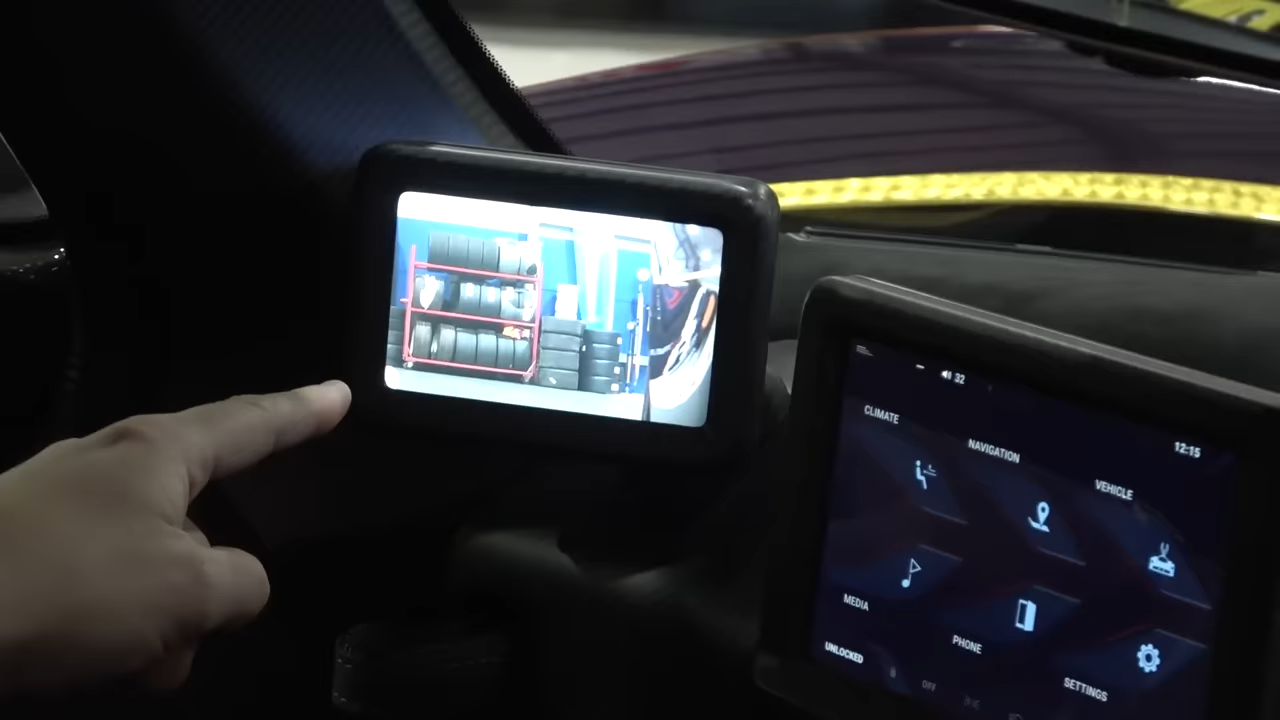 32
12:15
CLIMATE
NAVIGATION
VEHICLE
MEDIA
PHONE
SETTINGS
UNLOCKED
OFF